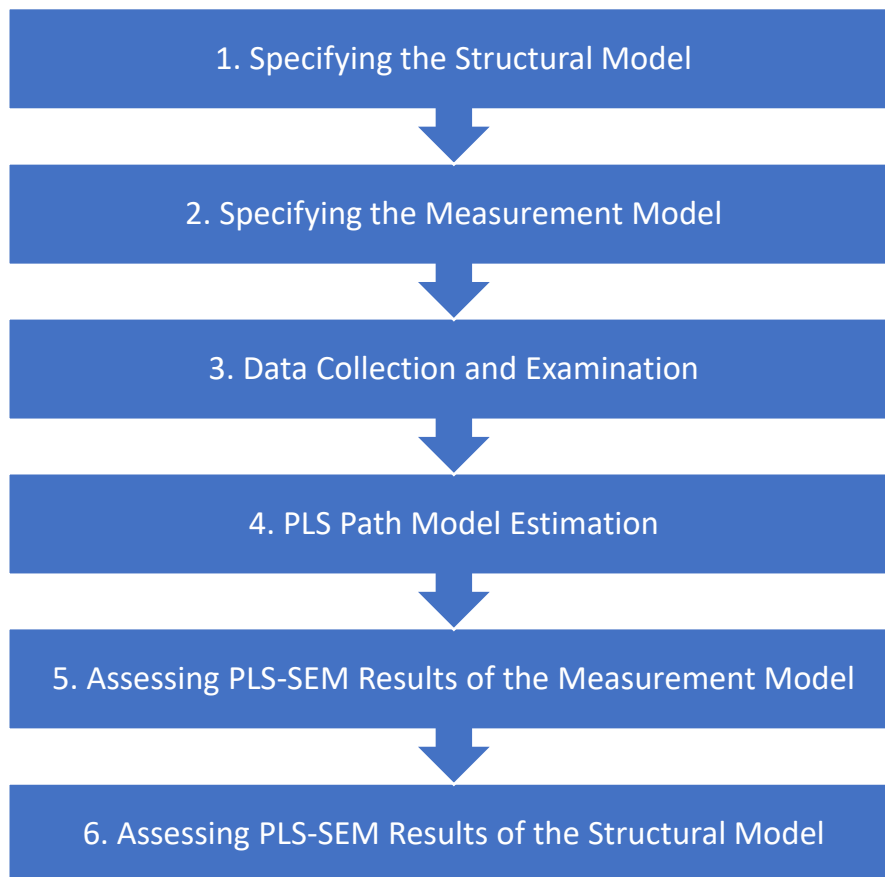 1. Specifying the Structural Model
2. Specifying the Measurement Model
3. Data Collection and Examination
4. PLS Path Model Estimation
5. Assessing PLS-SEM Results of the Measurement Model
6. Assessing PLS-SEM Results of the Structural Model